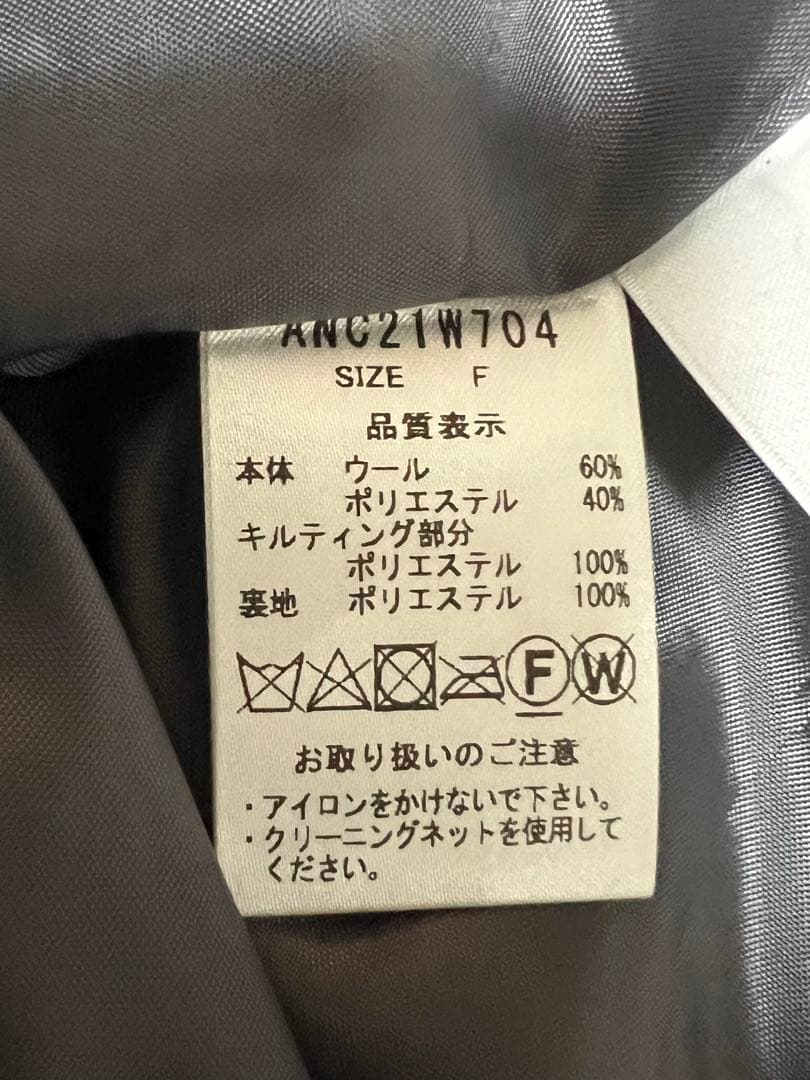 ANC21W704
SIZE F
品質表示
本体 ウール 60%
ポリエステル 40%
キルティング部分
ポリエステル 100%
裏地 ポリエステル 100%
F W
お取り扱いのご注意
・アイロンをかけないで下さい。
・クリーニングネットを使用して
ください。